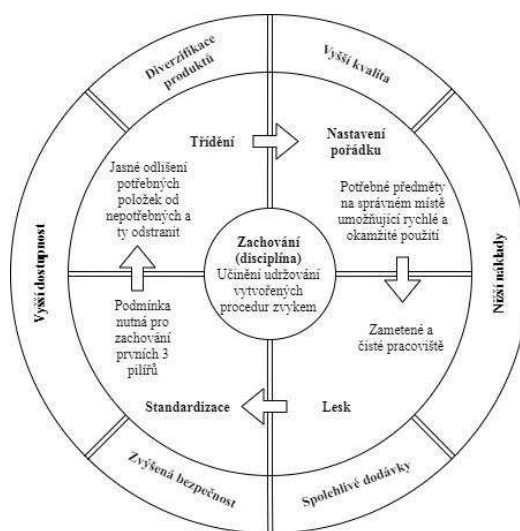 Diverzifikace
produktů
Vyšší kvalita
Vyšší dostupnost
Nižší náklady
Třídění
Jasné odlišení
potřebných
položek od
nepotřebných a
ty odstranit
Nastavení
pořádku
Potřebné předměty
na správném místě
umožňující rychlé a
okamžité použití
Zachování
(disciplína)
Učinění udržování
vytvořených
procedur zvykem
Podmínka
nutná pro
zachování
prvních 3
pilířů
Standardizace
Zametené a
čisté pracoviště
Lesk
Zvýšená bezpečnost
Spolehlivé dodávky